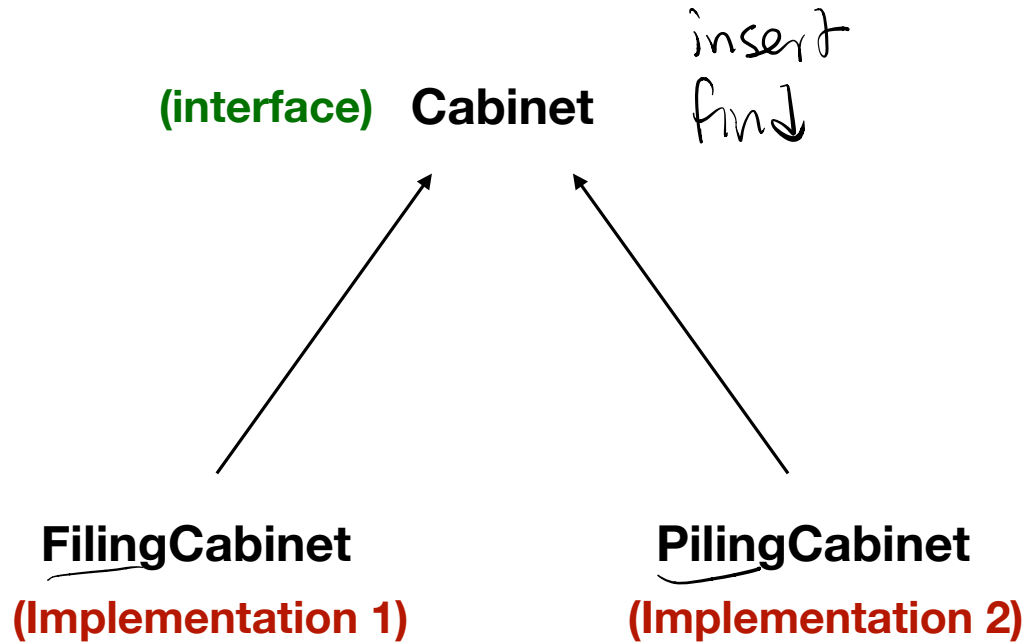 insert
(interface) Cabinet
find
FilingCabinet
PilingCabinet
(Implementation 1)
(Implementation 2)